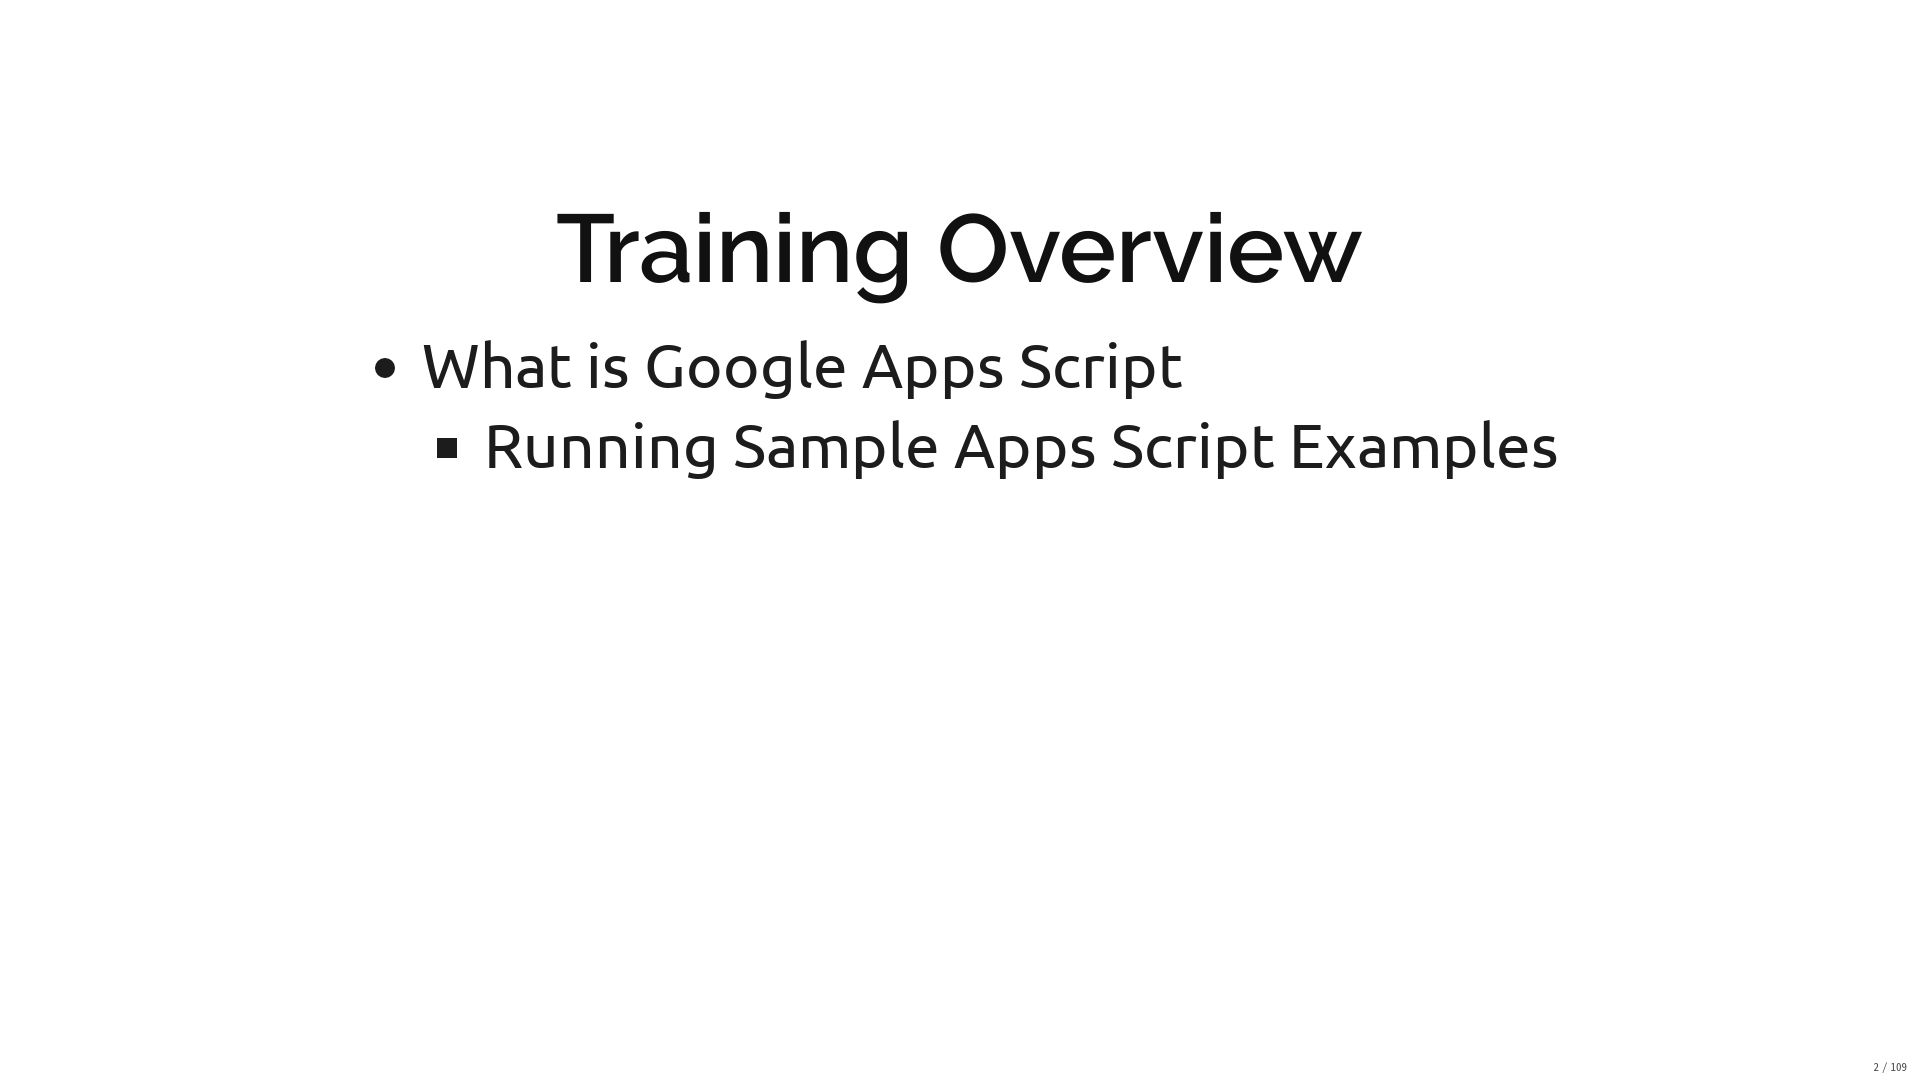 Training Overview
What is Google Apps Script
Running Sample Apps Script Examples
2 / 109